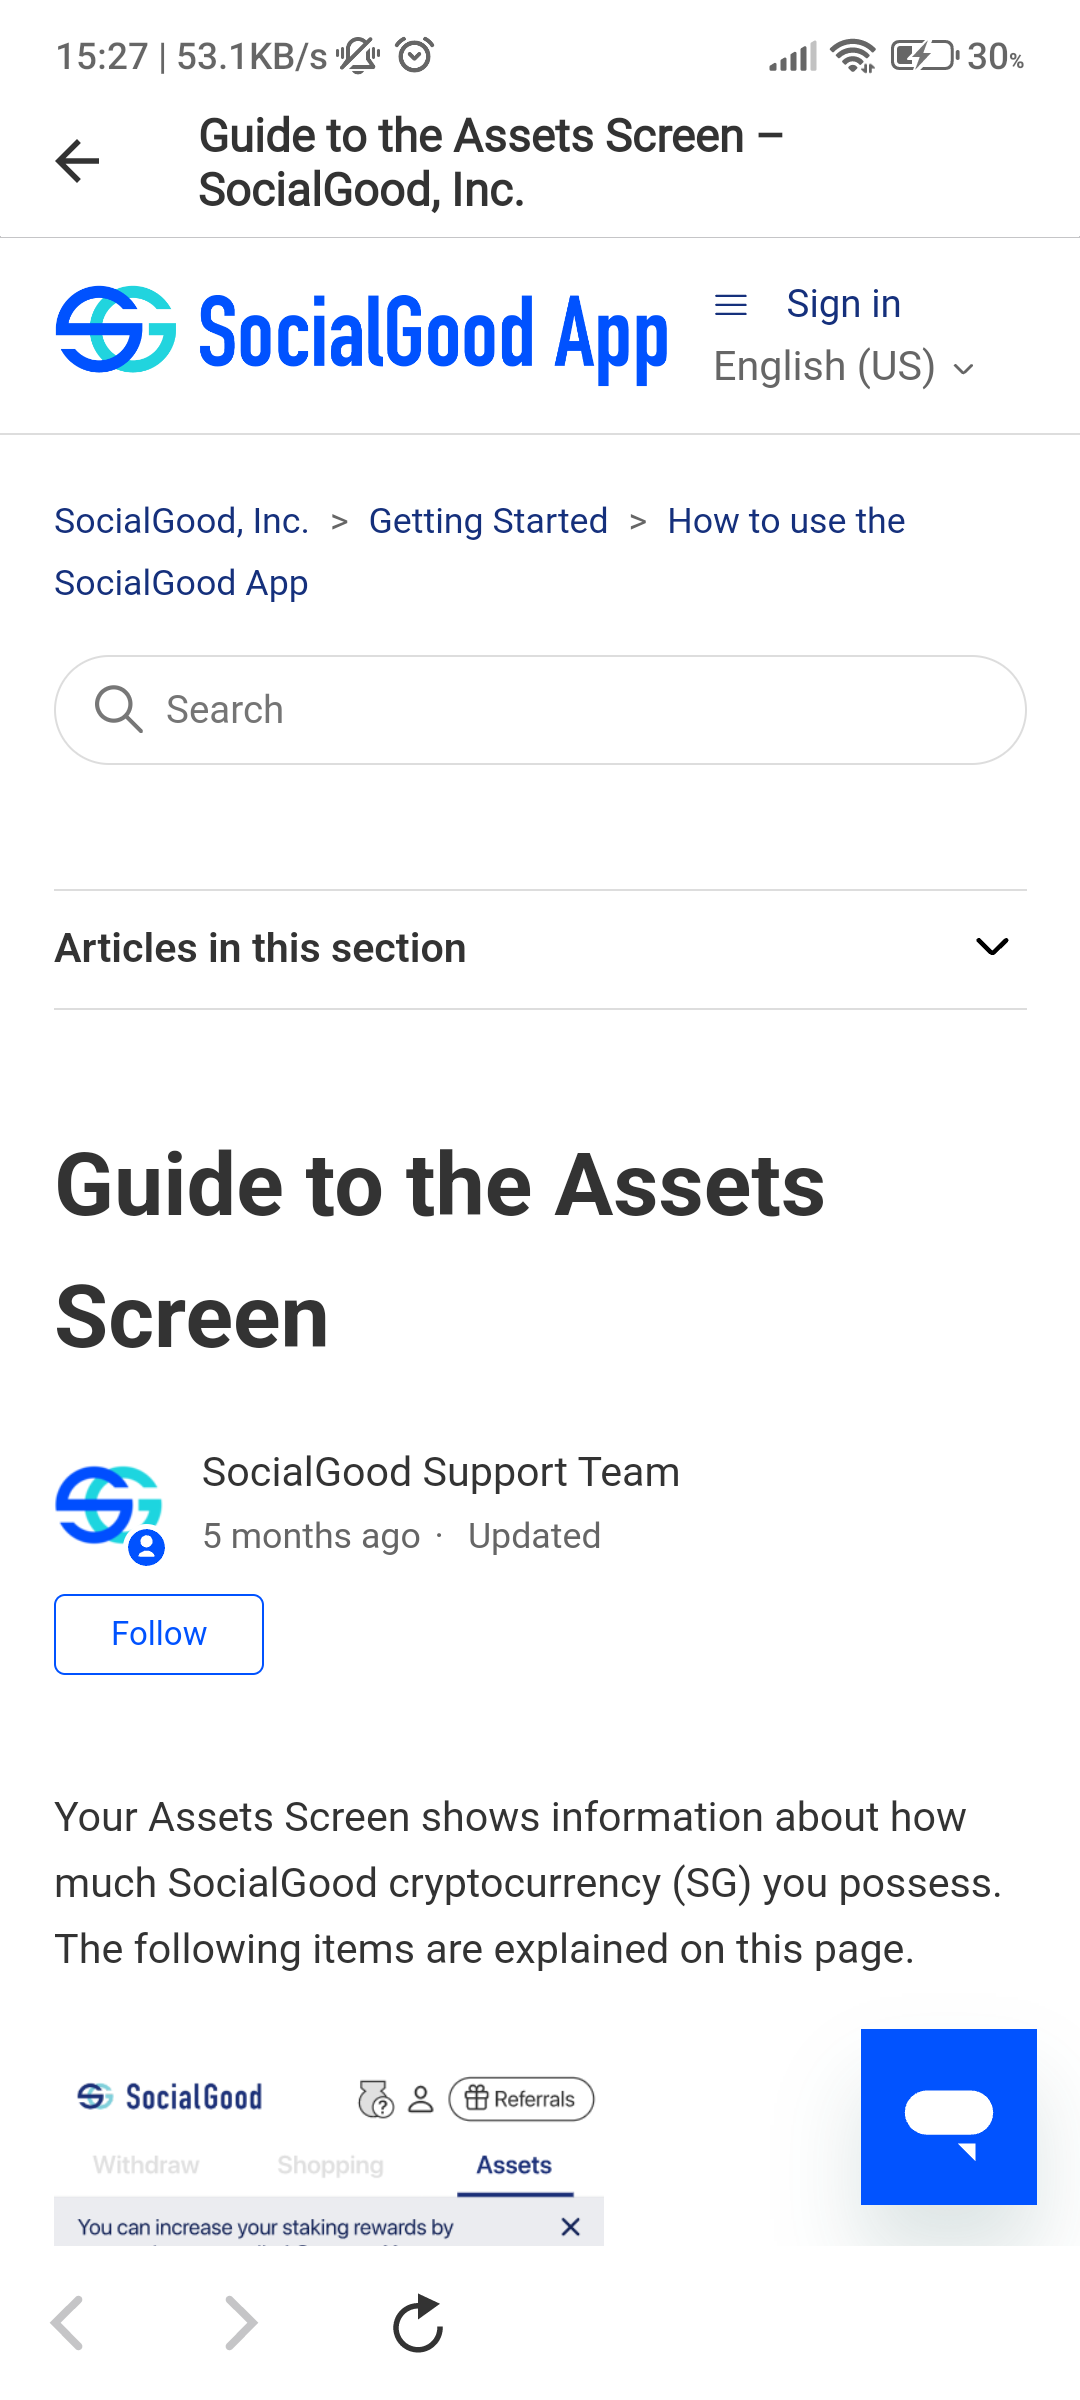 15:27 | 53.1KB/s 30%
Guide to the Assets Screen –
SocialGood, Inc.
SocialGood App
Sign in
English (US)
SocialGood, Inc. > Getting Started > How to use the
SocialGood App
Search
Articles in this section
Guide to the Assets
Screen
SocialGood Support Team
5 months ago · Updated
Follow
Your Assets Screen shows information about how
much SocialGood cryptocurrency (SG) you possess.
The following items are explained on this page.
SocialGood Referrals
Withdraw Shopping Assets
You can increase your staking rewards by